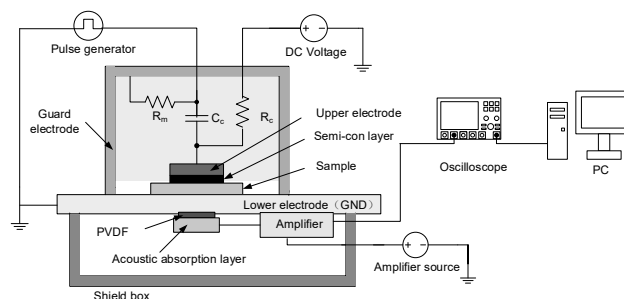 Pulse generator
DC Voltage
Guard
electrode
Rm
Cc
Rc
Upper electrode
Semi-con layer
Sample
Oscilloscope
PC
Lower electrode（GND）
PVDF
Amplifier
Acoustic absorption layer
Amplifier source
Shield box